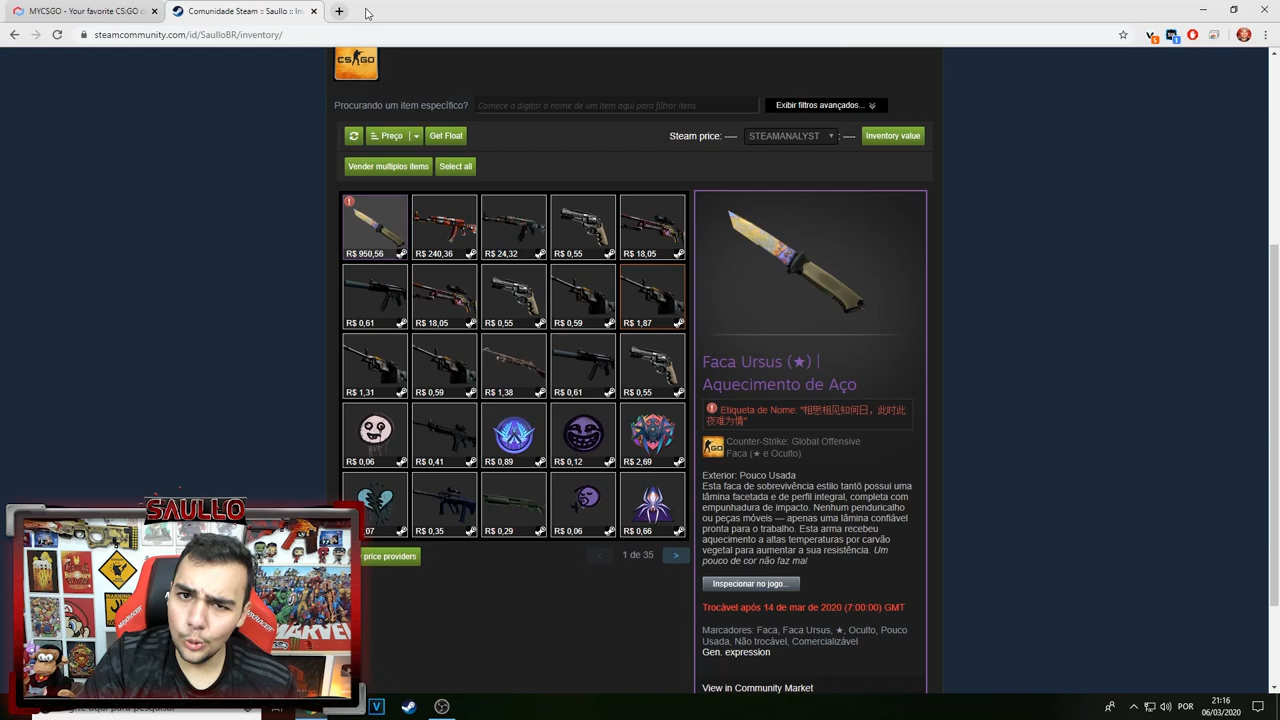 MYCSGO - Your favourite CS:GO c
Comunidade Steam :: Saullo :: Inv
steamcommunity.com/id/SaulloBR/inventory/
CS GO
Procurando um item específico?
Comece a digitar o nome de um item aqui para filtrar itens
Exibir filtros avançados...
Preço
Get Float
Steam price: ----
STEAMANALYST
: ----
Inventory value
Vender multiplos items
Select all
R$ 950,56
R$ 240,36
R$ 24,32
R$ 0,55
R$ 18,05
R$ 0,61
R$ 18,05
R$ 0,55
R$ 0,59
R$ 1,87
R$ 1,31
R$ 0,59
R$ 1,38
R$ 0,61
R$ 0,55
R$ 0,06
R$ 0,41
R$ 0,89
R$ 0,12
R$ 2,69
,07
R$ 0,35
R$ 0,29
R$ 0,06
R$ 0,66
price providers
<
1 de 35
>
Faca Ursus (★) |
Aquecimento de Aço
Etiqueta de Nome: "相思相见知何日，此时此
夜难为情"
Counter-Strike: Global Offensive
Faca (★ e Oculto)
Exterior: Pouco Usada
Esta faca de sobrevivência estilo tantō possui uma
lâmina facetada e de perfil integral, completa com
empunhadura de impacto. Nenhum penduricalho
ou peças móveis — apenas uma lâmina confiável
pronta para o trabalho. Esta arma recebeu
aquecimento a altas temperaturas por carvão
vegetal para aumentar a sua resistência. Um
pouco de cor não faz mal
Inspecionar no jogo...
Trocável após 14 de mar de 2020 (7:00:00) GMT
Marcadores: Faca, Faca Ursus, ★, Oculto, Pouco
Usada, Não trocável, Comercializável
Gen. expression
View in Community Market
SAULLO
MARVEL
POR
21:16
06/03/2020